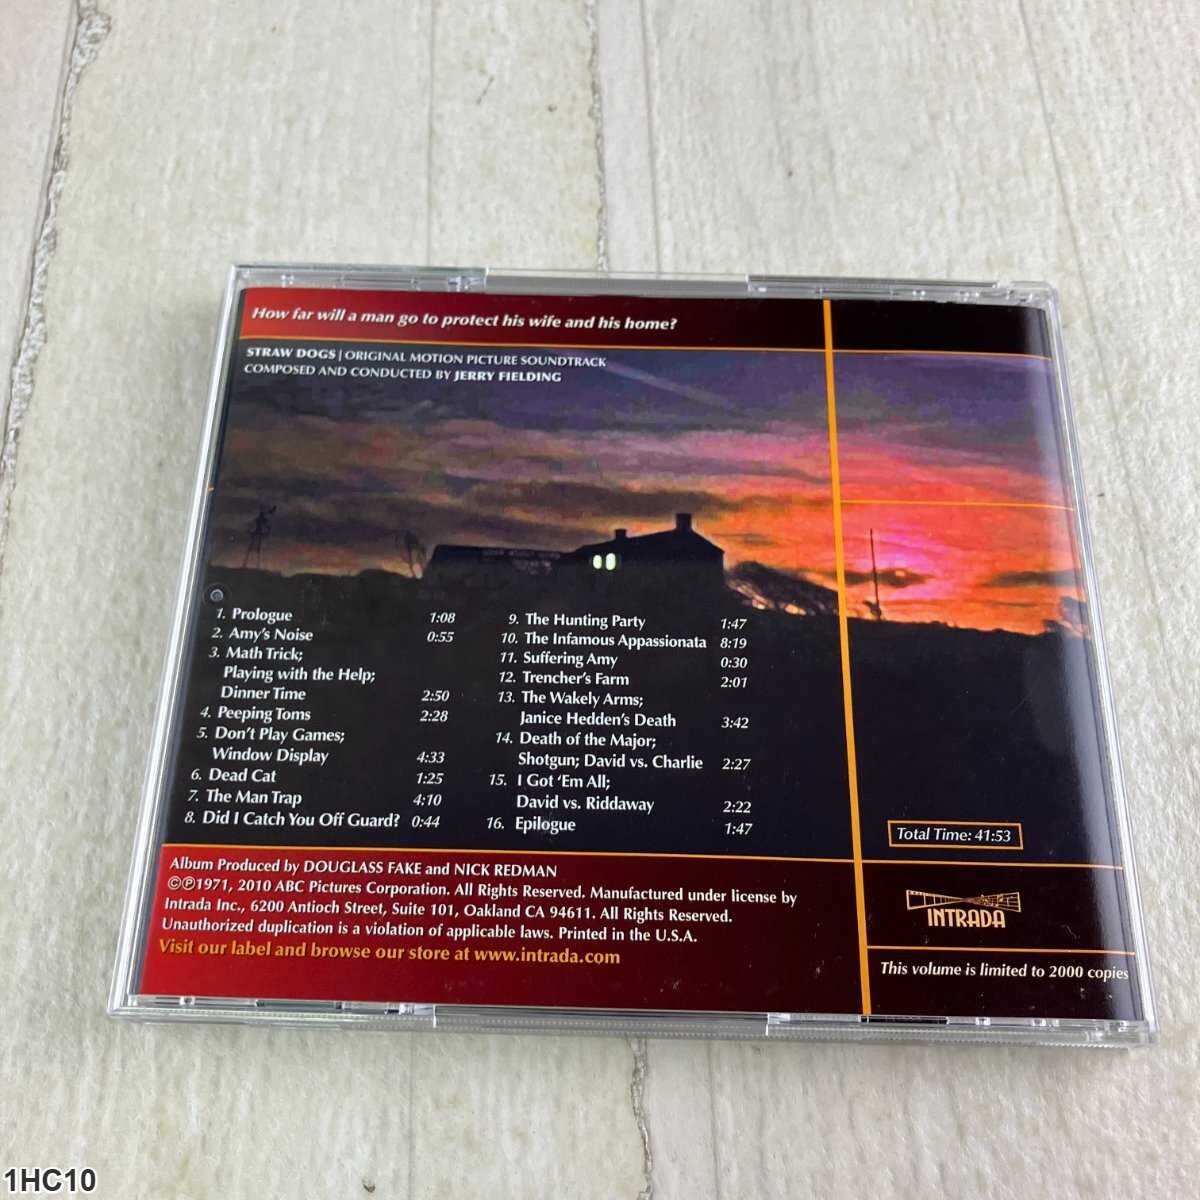 How far will a man go to protect his wife and his home?
STRAW DOGS | ORIGINAL MOTION PICTURE SOUNDTRACK
COMPOSED AND CONDUCTED BY JERRY FIELDING
1. Prologue 1:08
2. Amy's Noise 0:55
3. Math Trick;
Playing with the Help;
Dinner Time 2:50
4. Peeping Toms 2:28
5. Don't Play Games;
Window Display 4:33
6. Dead Cat 1:25
7. The Man Trap 4:10
8. Did I Catch You Off Guard? 0:44
9. The Hunting Party 1:47
10. The Infamous Appassionata 8:19
11. Suffering Amy 0:30
12. Trencher's Farm 2:01
13. The Wakely Arms;
Janice Hedden's Death 3:42
14. Death of the Major;
Shotgun; David vs. Charlie 2:27
15. I Got 'Em All;
David vs. Riddaway 2:22
16. Epilogue 1:47
Total Time: 41:53
Album Produced by DOUGLASS FAKE and NICK REDMAN
©℗1971, 2010 ABC Pictures Corporation. All Rights Reserved. Manufactured under license by
Intrada Inc., 6200 Antioch Street, Suite 101, Oakland CA 94611. All Rights Reserved.
Unauthorized duplication is a violation of applicable laws. Printed in the U.S.A.
Visit our label and browse our store at www.intrada.com
INTRADA
This volume is limited to 2000 copies
1HC10